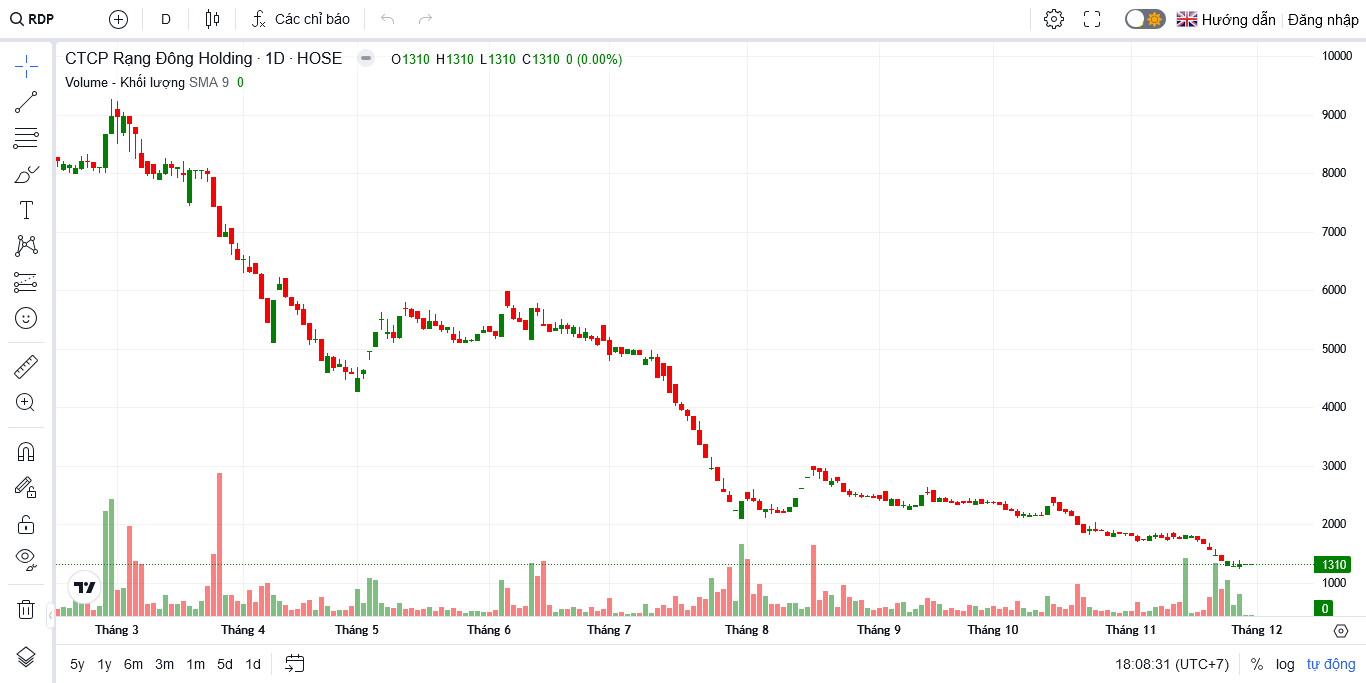 RDP D Các chỉ báo Hướng dẫn Đăng nhập
CTCP Rạng Đông Holding · 1D · HOSE O1310 H1310 L1310 C1310 0 (0.00%)
Volume - Khối lượng SMA 9 0
10000
9000
8000
7000
6000
5000
4000
3000
2000
1310
1000
0
Tháng 3 Tháng 4 Tháng 5 Tháng 6 Tháng 7 Tháng 8 Tháng 9 Tháng 10 Tháng 11 Tháng 12
5y 1y 6m 3m 1m 5d 1d 18:08:31 (UTC+7) % log tự động